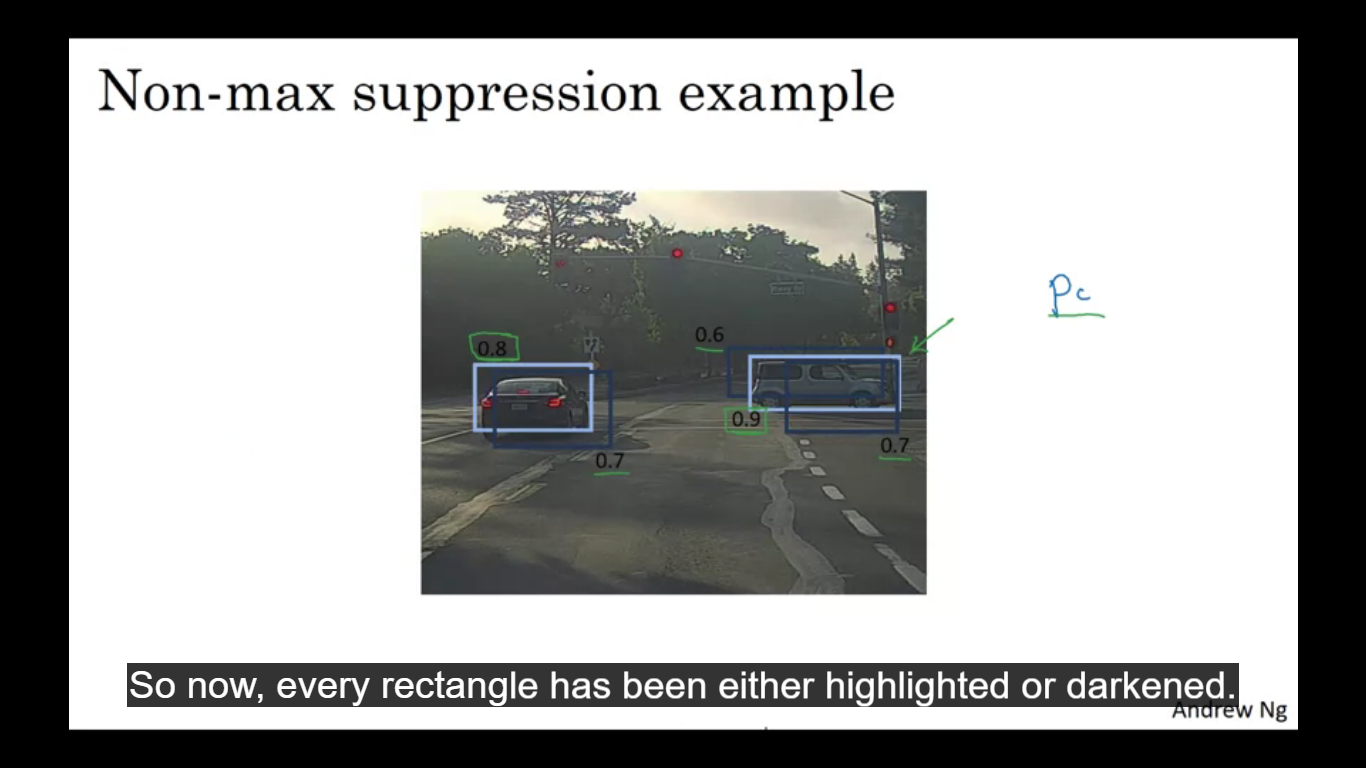 Non-max suppression example
pc
0.6
0.8
0.9
0.7
0.7
So now, every rectangle has been either highlighted or darkened.
Andrew Ng